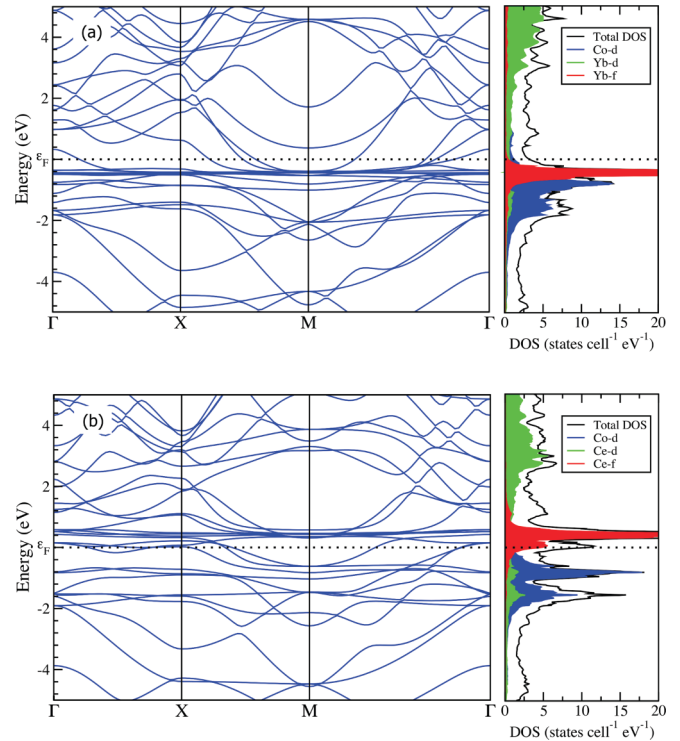 (a)
Energy (eV)
4
2
εF
-2
-4
Γ
X
M
Γ
Total DOS
Co-d
Yb-d
Yb-f
0
5
10
15
20
DOS (states cell⁻¹ eV⁻¹)
(b)
Energy (eV)
4
2
εF
-2
-4
Γ
X
M
Γ
Total DOS
Co-d
Ce-d
Ce-f
0
5
10
15
20
DOS (states cell⁻¹ eV⁻¹)